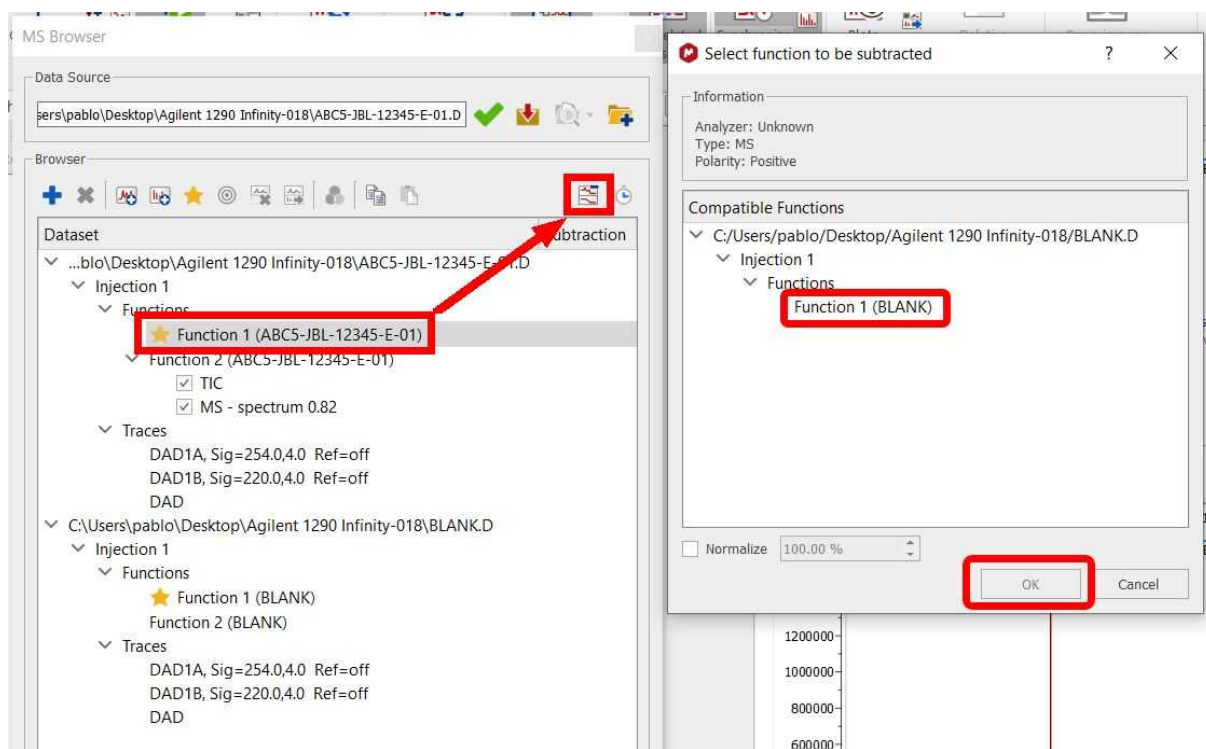 MS Browser
Data Source
sers\pablo\Desktop\Agilent 1290 Infinity-018\ABC5-JBL-12345-E-01.D
Browser
Dataset
ubtraction
...blo\Desktop\Agilent 1290 Infinity-018\ABC5-JBL-12345-E-01.D
Injection 1
Functions
Function 1 (ABC5-JBL-12345-E-01)
Function 2 (ABC5-JBL-12345-E-01)
TIC
MS - spectrum 0.82
Traces
DAD1A, Sig=254.0,4.0 Ref=off
DAD1B, Sig=220.0,4.0 Ref=off
DAD
C:\Users\pablo\Desktop\Agilent 1290 Infinity-018\BLANK.D
Injection 1
Functions
Function 1 (BLANK)
Function 2 (BLANK)
Traces
DAD1A, Sig=254.0,4.0 Ref=off
DAD1B, Sig=220.0,4.0 Ref=off
DAD
Select function to be subtracted
?
Information
Analyzer: Unknown
Type: MS
Polarity: Positive
Compatible Functions
C:/Users/pablo/Desktop/Agilent 1290 Infinity-018/BLANK.D
Injection 1
Functions
Function 1 (BLANK)
Normalize 100.00 %
OK Cancel
1200000
1000000
800000
600000